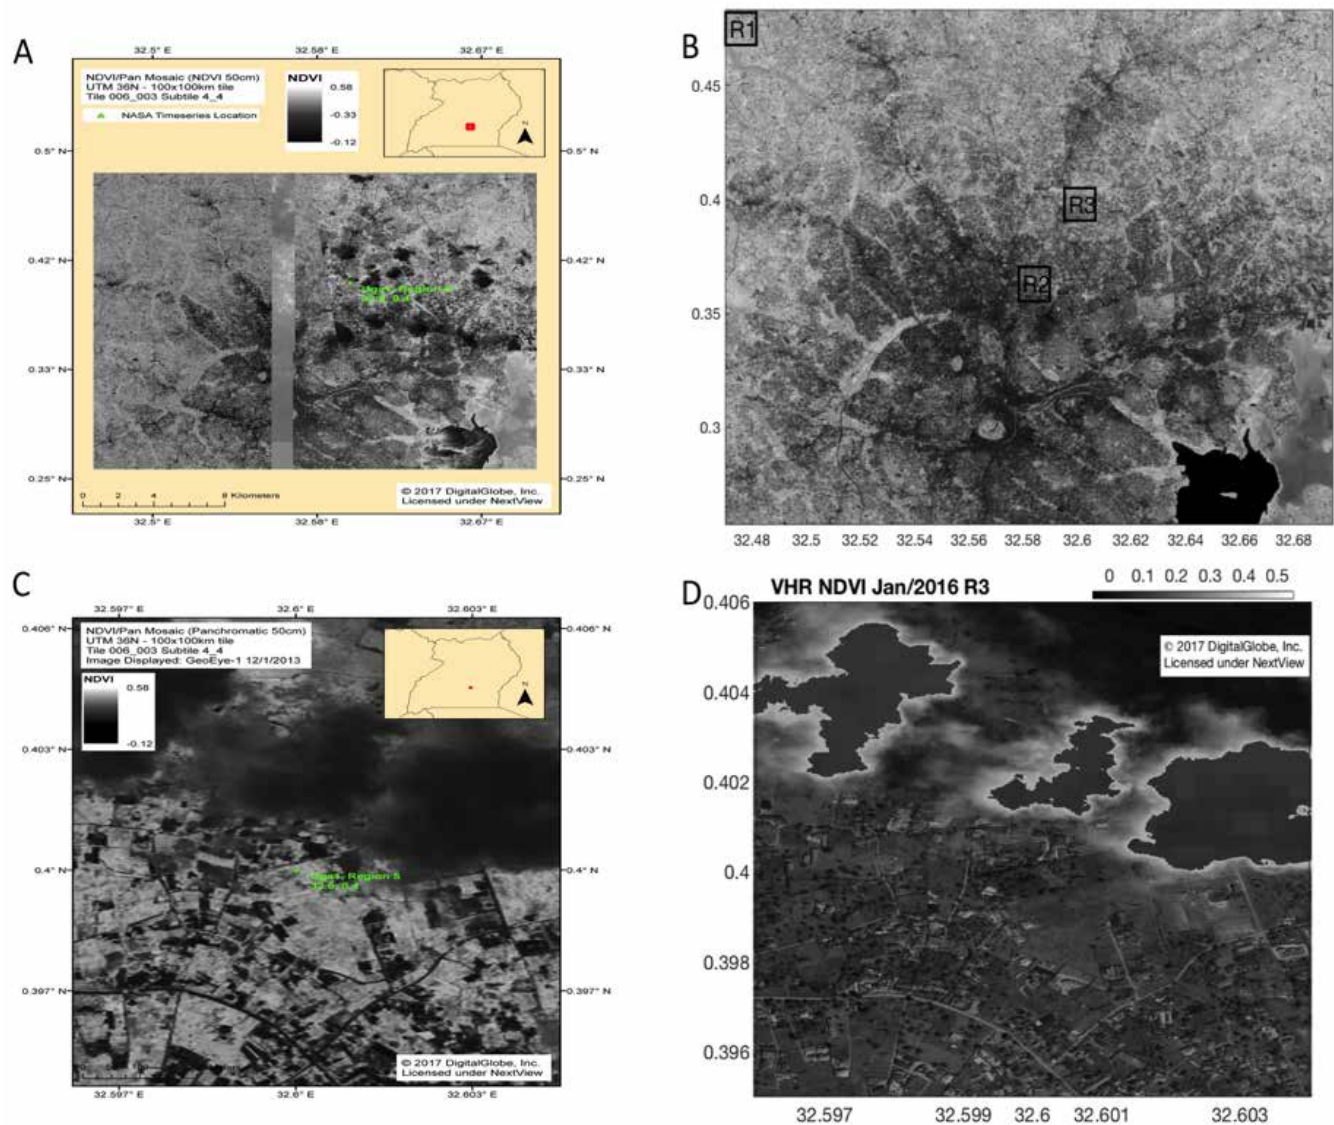 A
32.5° E
32.58° E
32.67° E
NDVI/Pan Mosaic (NDVI 50cm)
UTM 36N - 100x100km tile
Tile 006_003 Subtile 4_4
NASA Timeseries Location
NDVI
0.58
-0.33
-0.12
N
0.5° N
0.5° N
0.42° N
0.42° N
0.33° N
0.33° N
0.25° N
0.25° N
0 2 4 8 Kilometers
© 2017 DigitalGlobe, Inc.
Licensed under NextView
32.5° E
32.58° E
32.67° E
B
R1
R3
R2
0.45
0.4
0.35
0.3
32.48 32.5 32.52 32.54 32.56 32.58 32.6 32.62 32.64 32.66 32.68
C
32.597° E
32.6° E
32.603° E
NDVI/Pan Mosaic (Panchromatic 50cm)
UTM 36N - 100x100km tile
Tile 006_003 Subtile 4_4
Image Displayed: GeoEye-1 12/1/2013
NDVI
0.58
-0.12
N
0.406° N
0.406° N
0.403° N
0.403° N
0.4° N
0.4° N
Region 5
0.397° N
0.397° N
© 2017 DigitalGlobe, Inc.
Licensed under NextView
32.597° E
32.6° E
32.603° E
D
VHR NDVI Jan/2016 R3
0 0.1 0.2 0.3 0.4 0.5
© 2017 DigitalGlobe, Inc.
Licensed under NextView
0.406
0.404
0.402
0.4
0.398
0.396
32.597 32.599 32.6 32.601 32.603